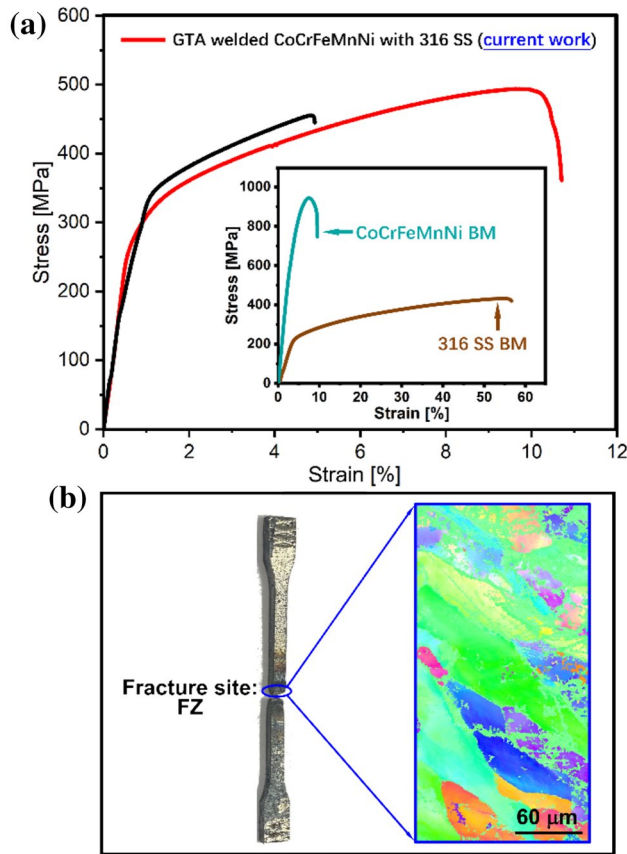 (a)
600
500
400
300
200
100
0
Stress [MPa]
GTA welded CoCrFeMnNi with 316 SS (current work)
1000
800
600
400
200
0
Stress [MPa]
CoCrFeMnNi BM
316 SS BM
0 10 20 30 40 50 60
Strain [%]
0 2 4 6 8 10 12
Strain [%]
(b)
Fracture site:
FZ
60 μm